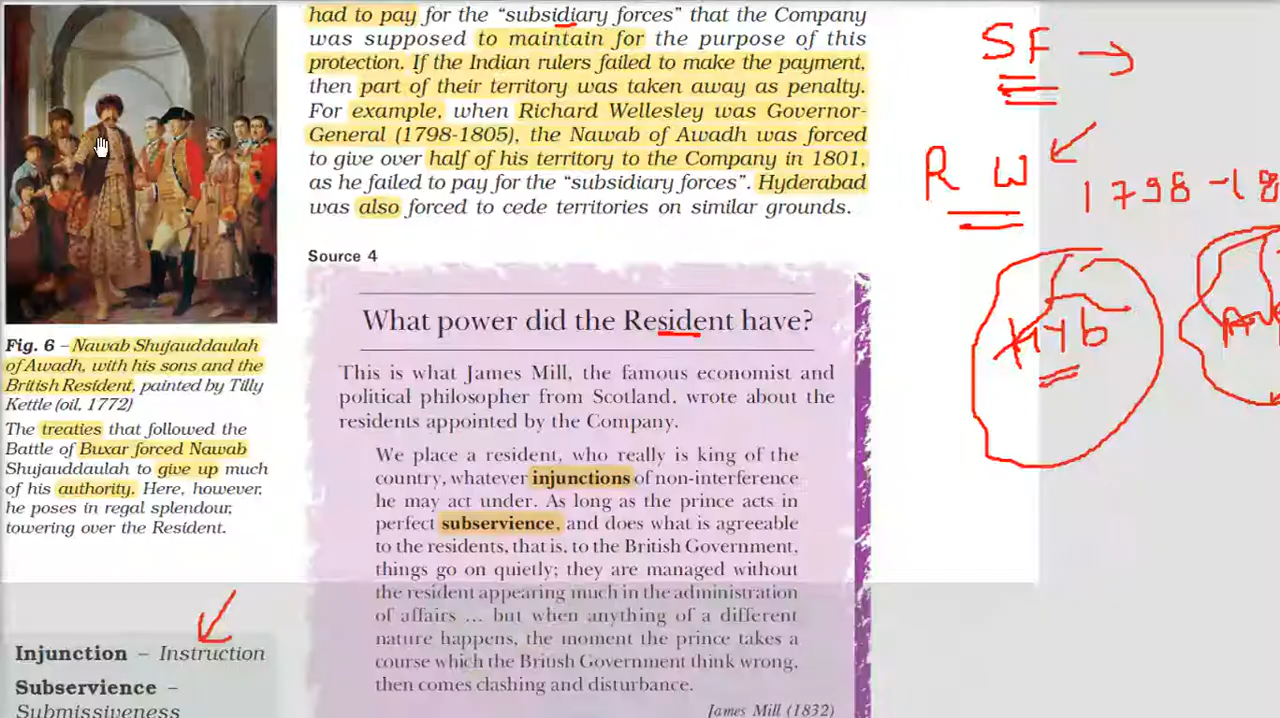 had to pay for the “subsidiary forces” that the Company
was supposed to maintain for the purpose of this
protection. If the Indian rulers failed to make the payment,
then part of their territory was taken away as penalty.
For example, when Richard Wellesley was Governor-
General (1798-1805), the Nawab of Awadh was forced
to give over half of his territory to the Company in 1801,
as he failed to pay for the “subsidiary forces”. Hyderabad
was also forced to cede territories on similar grounds.
Source 4
What power did the Resident have?
This is what James Mill, the famous economist and
political philosopher from Scotland, wrote about the
residents appointed by the Company.
We place a resident, who really is king of the
country, whatever injunctions of non-interference
he may act under. As long as the prince acts in
perfect subservience, and does what is agreeable
to the residents, that is, to the British Government,
things go on quietly; they are managed without
the resident appearing much in the administration
of affairs ... but when anything of a different
nature happens, the moment the prince takes a
course which the British Government think wrong,
then comes clashing and disturbance.
James Mill (1832)
Fig. 6 – Nawab Shujauddaulah
of Awadh, with his sons and the
British Resident, painted by Tilly
Kettle (oil, 1772)
The treaties that followed the
Battle of Buxar forced Nawab
Shujauddaulah to give up much
of his authority. Here, however,
he poses in regal splendour,
towering over the Resident.
Injunction – Instruction
Subservience –
Submissiveness
SF →
R W
1798-18
Hyb